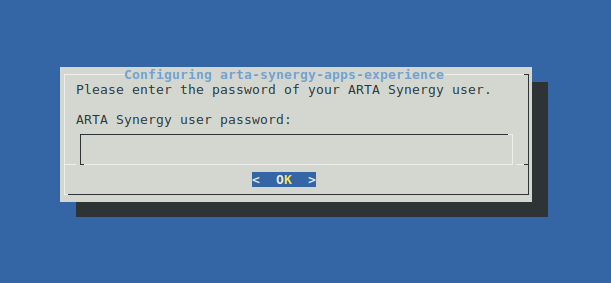 Configuring arta-synergy-apps-experience
Please enter the password of your ARTA Synergy user.
ARTA Synergy user password:
<  OK  >